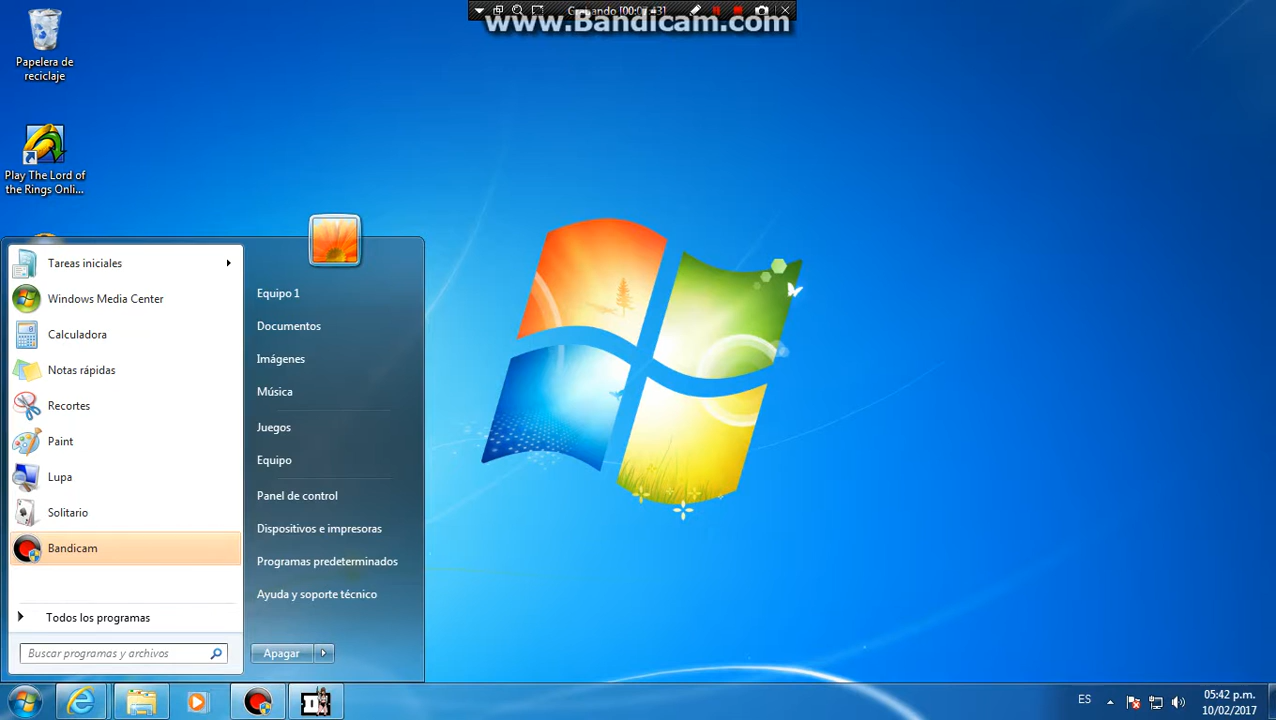 www.Bandicam.com
Papelera de
reciclaje
Play The Lord of
the Rings Onli...
Tareas iniciales
Windows Media Center
Calculadora
Notas rápidas
Recortes
Paint
Lupa
Solitario
Bandicam
Todos los programas
Buscar programas y archivos
Equipo 1
Documentos
Imágenes
Música
Juegos
Equipo
Panel de control
Dispositivos e impresoras
Programas predeterminados
Ayuda y soporte técnico
Apagar
ES
05:42 p.m.
10/02/2017